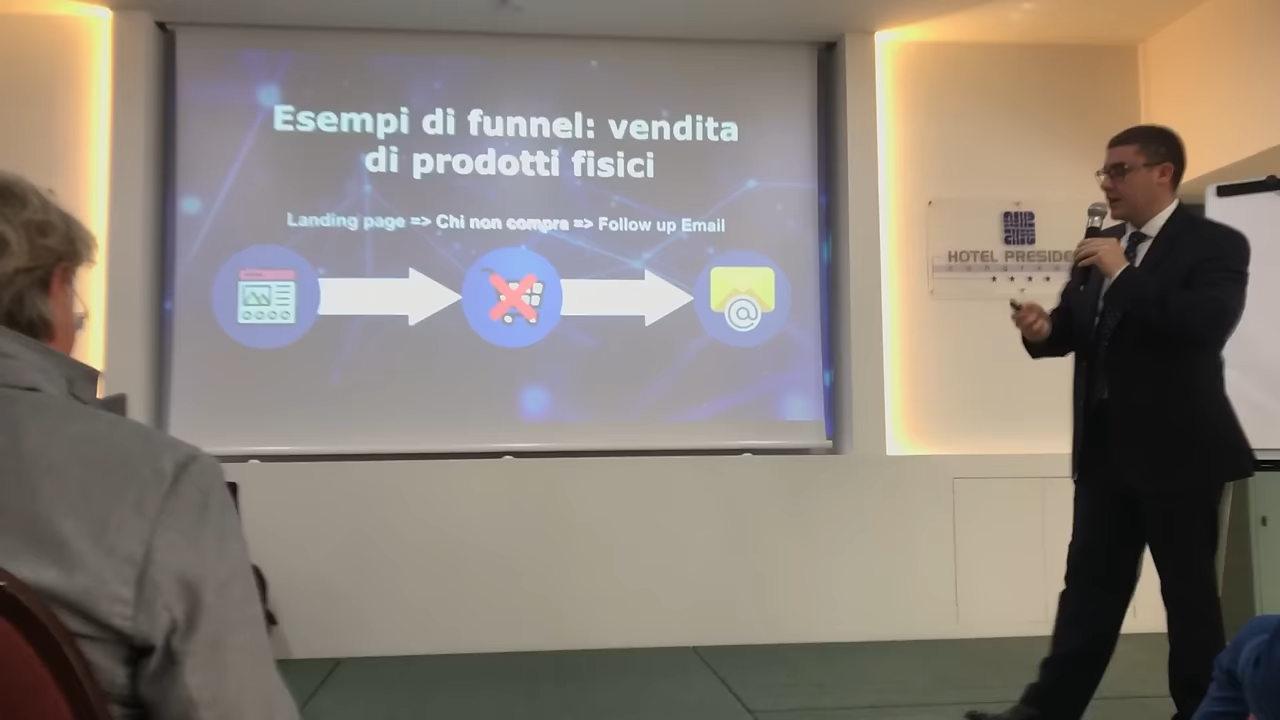 Esempi di funnel: vendita
di prodotti fisici
Landing page => Chi non compra => Follow up Email
@
HOTEL PRESIDE